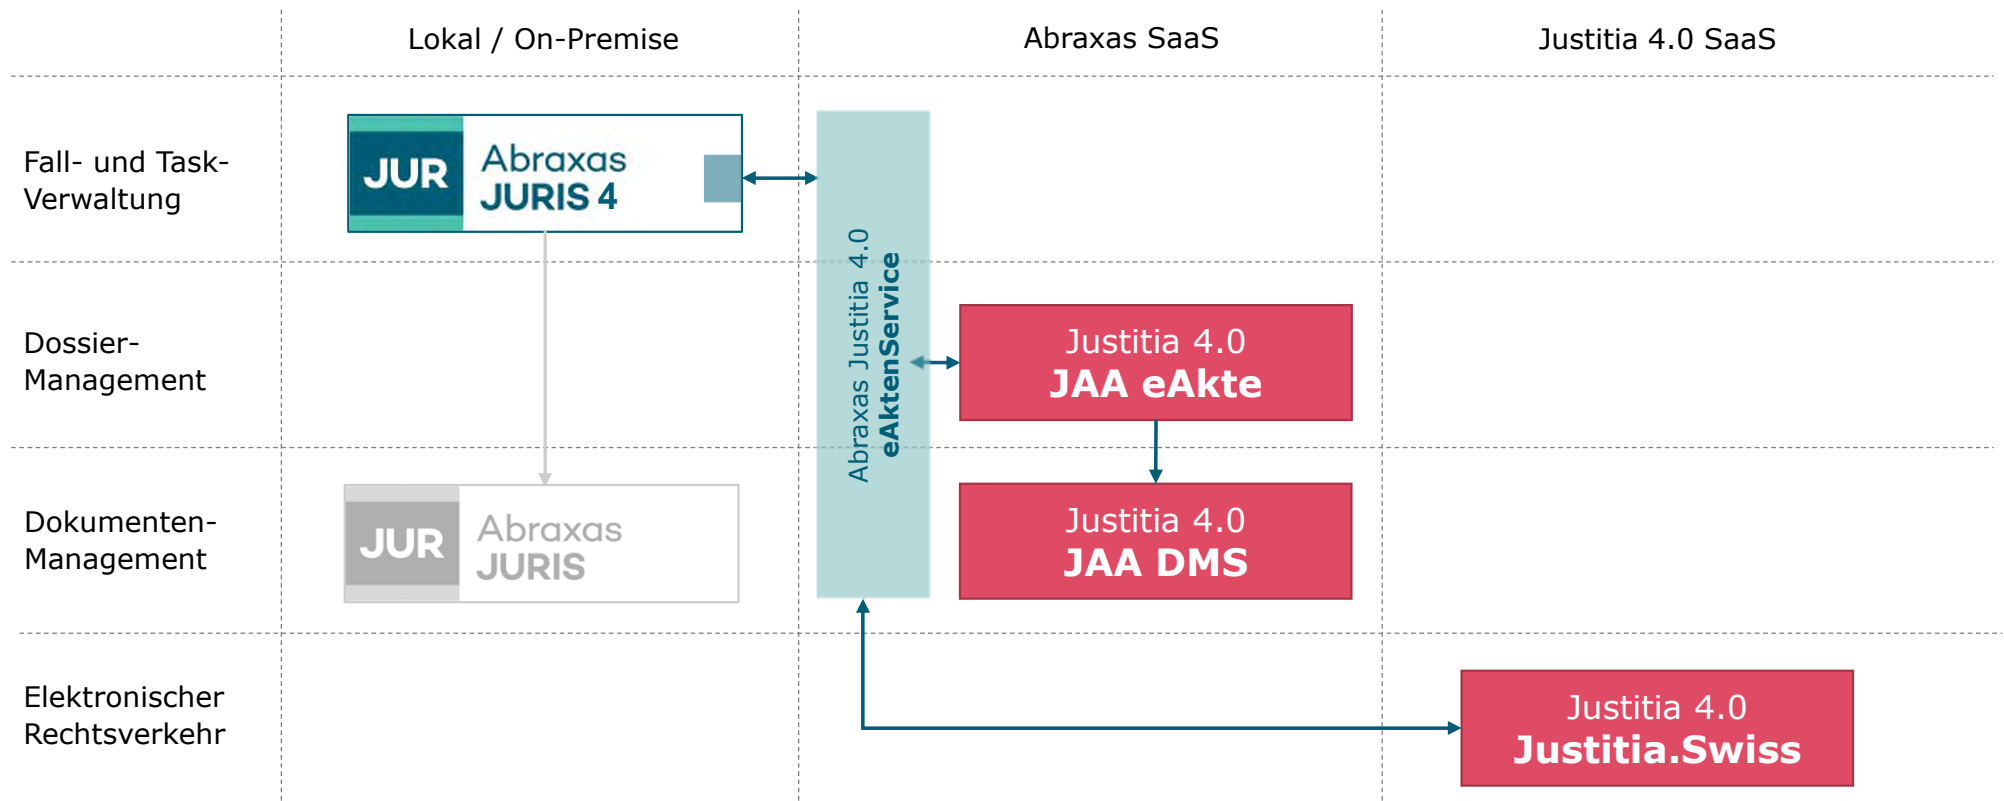 Lokal / On-Premise
Abraxas SaaS
Justitia 4.0 SaaS
Fall- und Task-
Verwaltung
JUR
Abraxas
JURIS 4
Abraxas Justitia 4.0
eAktenService
Dossier-
Management
Justitia 4.0
JAA eAkte
Dokumenten-
Management
JUR
Abraxas
JURIS
Justitia 4.0
JAA DMS
Elektronischer
Rechtsverkehr
Justitia 4.0
Justitia.Swiss